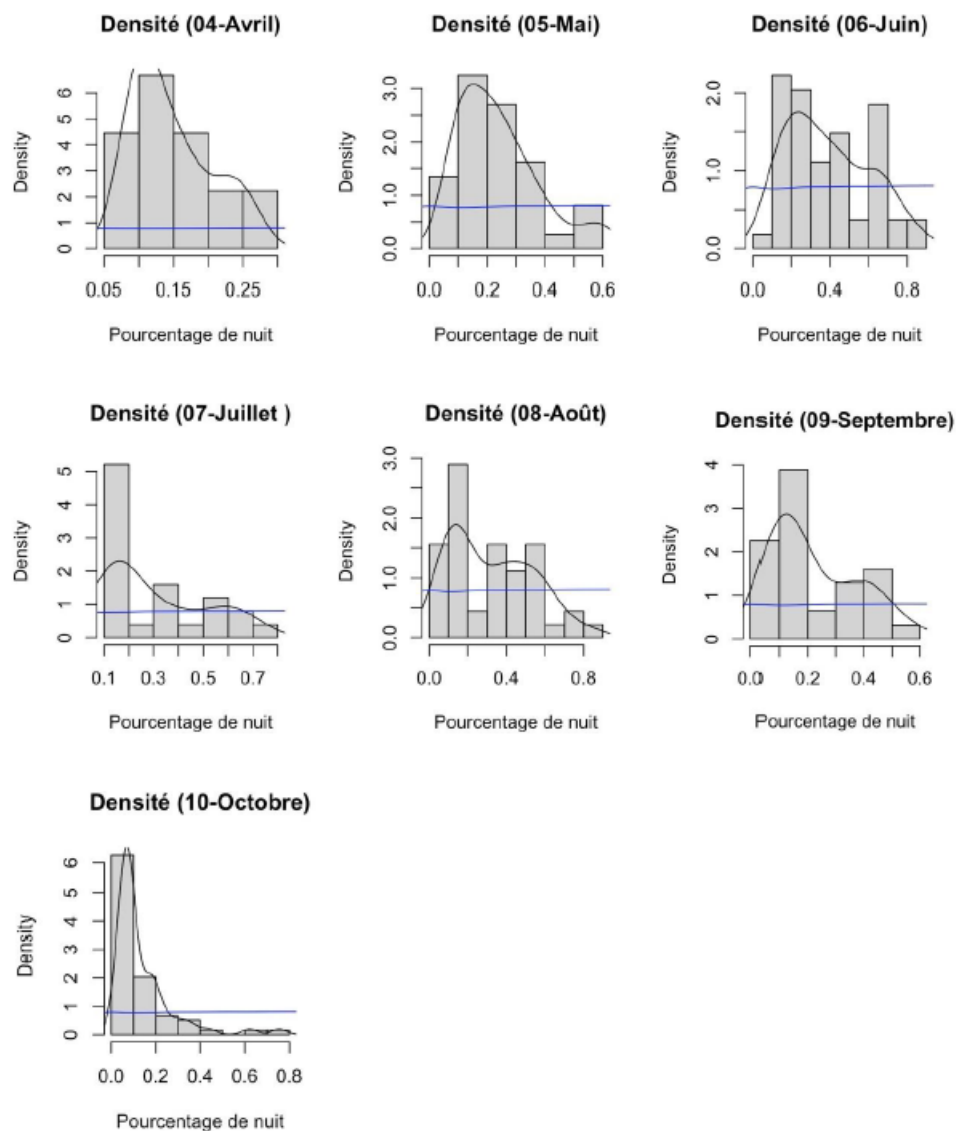 Densité (04-Avril)
Density
0 1 2 3 4 5 6
0.05 0.15 0.25
Pourcentage de nuit
Densité (05-Mai)
Density
0.0 1.0 2.0 3.0
0.0 0.2 0.4 0.6
Pourcentage de nuit
Densité (06-Juin)
Density
0.0 1.0 2.0
0.0 0.4 0.8
Pourcentage de nuit
Densité (07-Juillet )
Density
0 1 2 3 4 5
0.1 0.3 0.5 0.7
Pourcentage de nuit
Densité (08-Août)
Density
0.0 1.0 2.0 3.0
0.0 0.4 0.8
Pourcentage de nuit
Densité (09-Septembre)
Density
0 1 2 3 4
0.0 0.2 0.4 0.6
Pourcentage de nuit
Densité (10-Octobre)
Density
0 1 2 3 4 5 6
0.0 0.2 0.4 0.6 0.8
Pourcentage de nuit